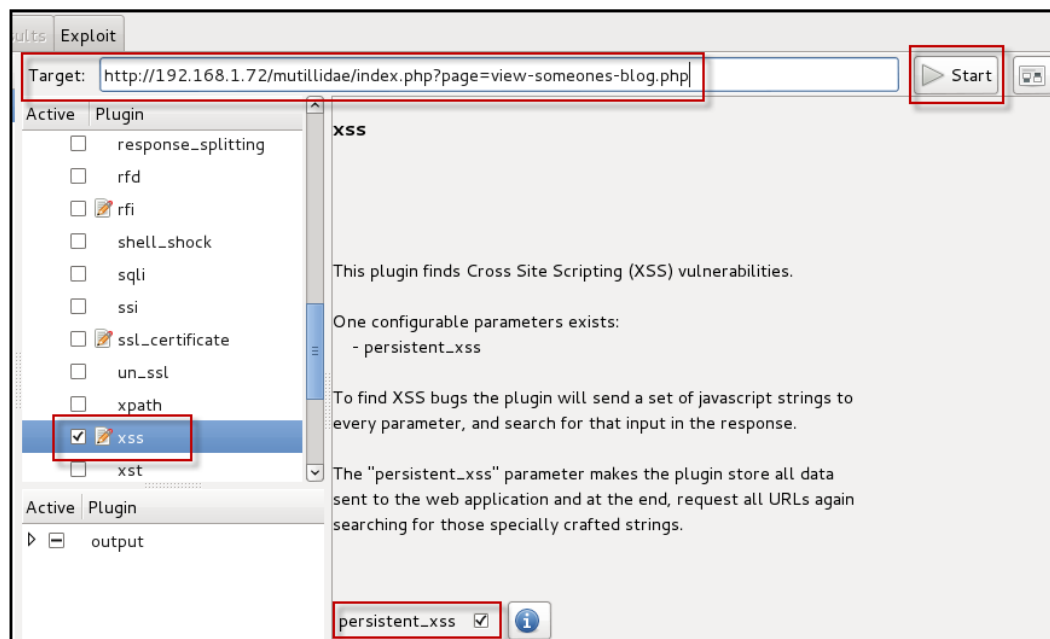 ults Exploit
Target: http://192.168.1.72/mutillidae/index.php?page=view-someones-blog.php Start
Active Plugin
response_splitting
rfd
rfi
shell_shock
sqli
ssi
ssl_certificate
un_ssl
xpath
xss
xst
Active Plugin
output
xss
This plugin finds Cross Site Scripting (XSS) vulnerabilities.
One configurable parameters exists:
- persistent_xss
To find XSS bugs the plugin will send a set of javascript strings to
every parameter, and search for that input in the response.
The "persistent_xss" parameter makes the plugin store all data
sent to the web application and at the end, request all URLs again
searching for those specially crafted strings.
persistent_xss